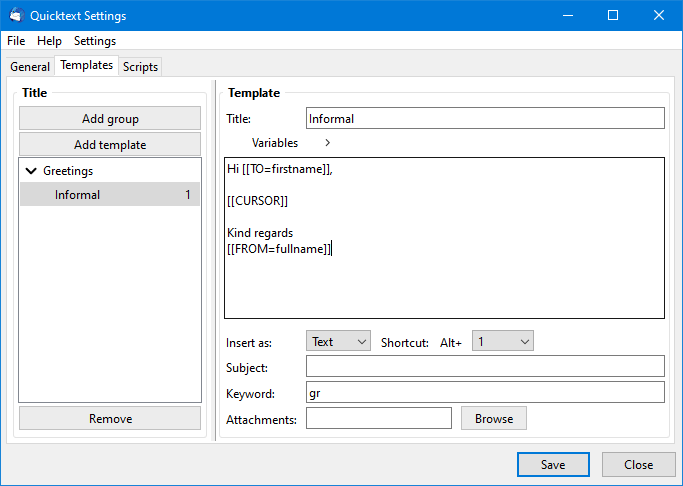 Quicktext Settings
File Help Settings
General Templates Scripts
Title
Add group
Add template
Greetings
Informal 1
Remove
Template
Title: Informal
Variables
Hi [[TO=firstname]],
[[CURSOR]]
Kind regards
[[FROM=fullname]]
Insert as: Text Shortcut: Alt+ 1
Subject:
Keyword: gr
Attachments: Browse
Save Close